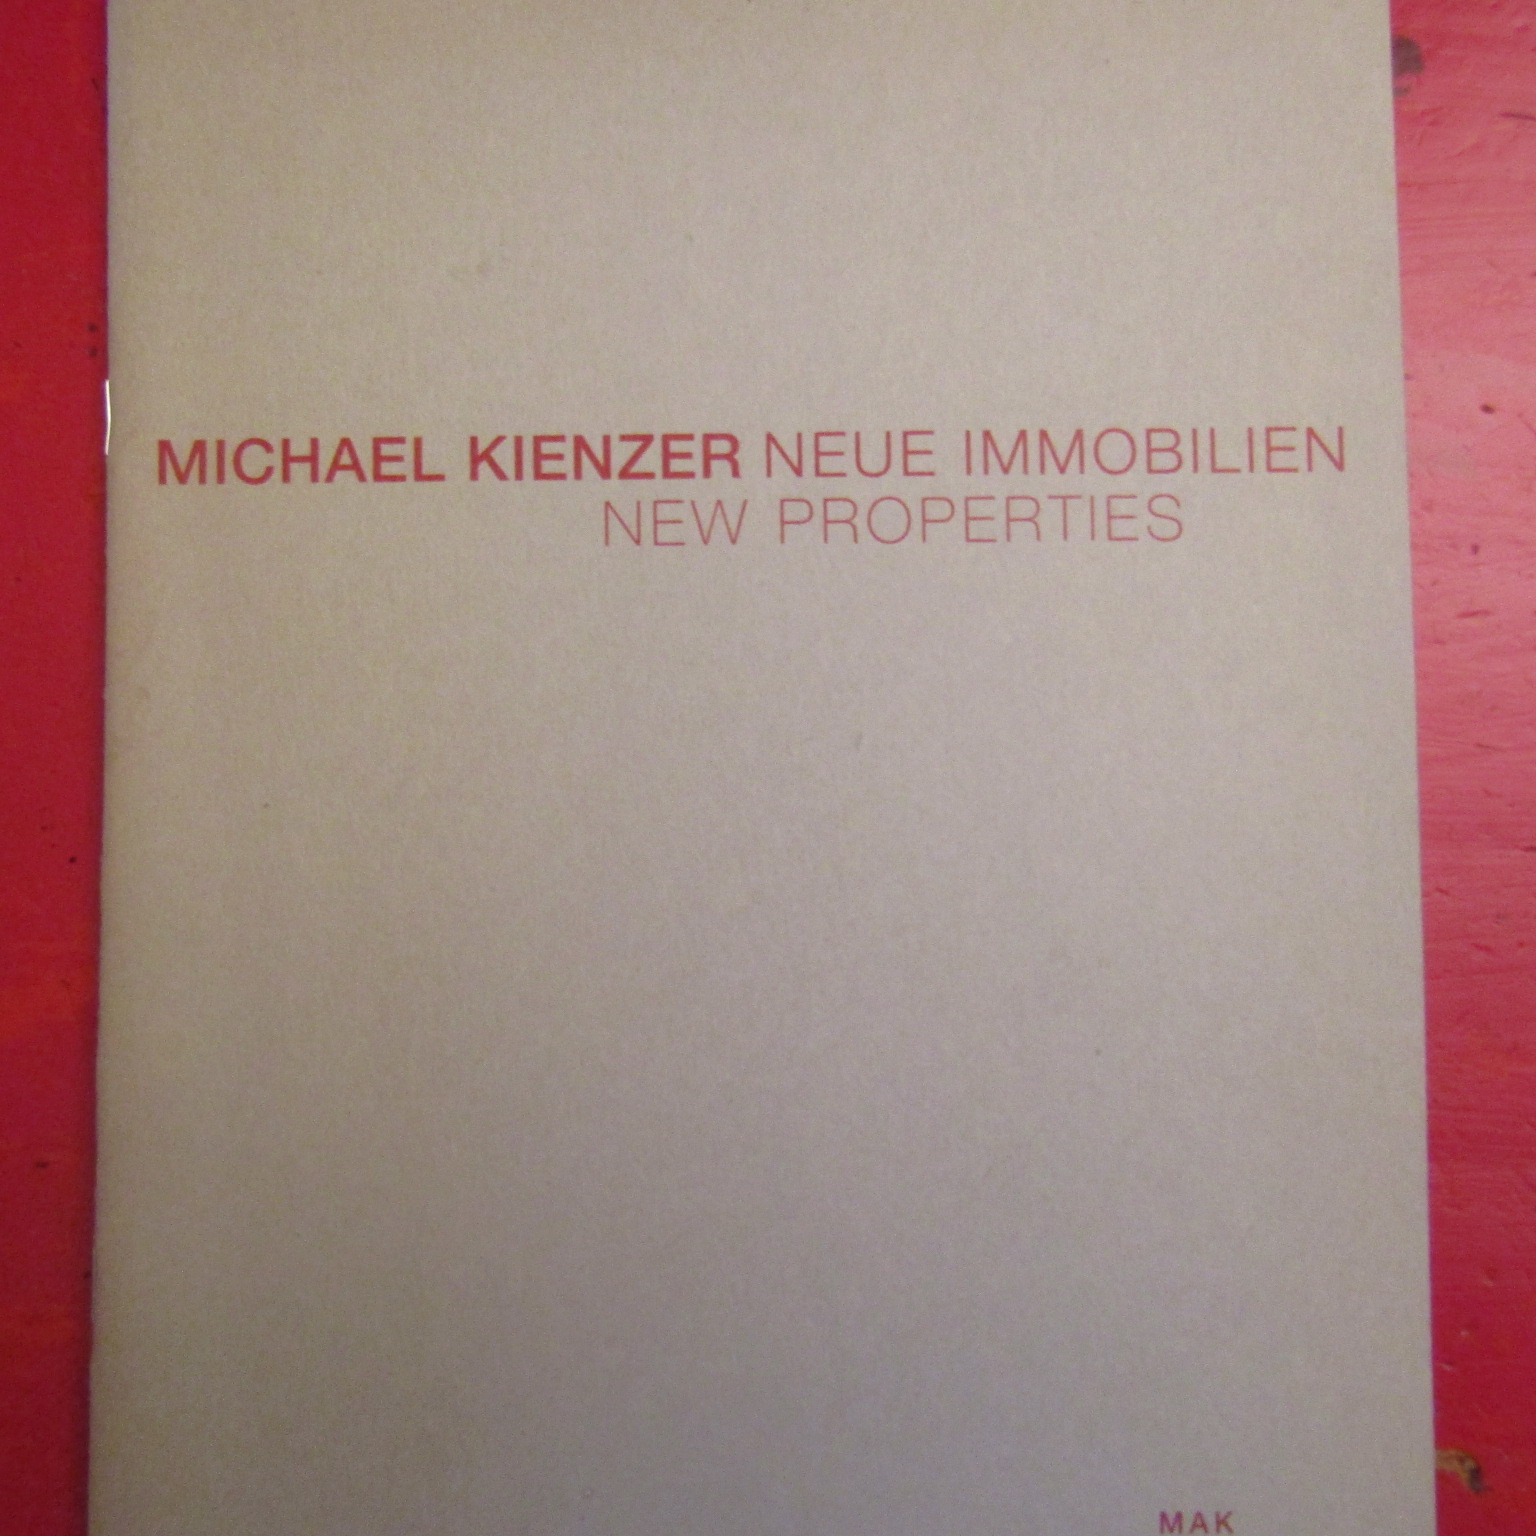 MICHAEL KIENZER NEUE IMMOBILIEN
NEW PROPERTIES
MAK